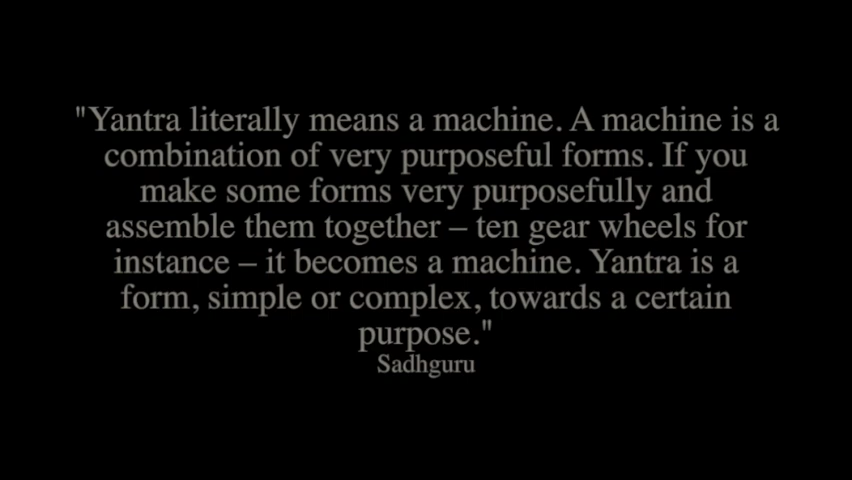 "Yantra literally means a machine. A machine is a
combination of very purposeful forms. If you
make some forms very purposefully and
assemble them together – ten gear wheels for
instance – it becomes a machine. Yantra is a
form, simple or complex, towards a certain
purpose."
Sadhguru